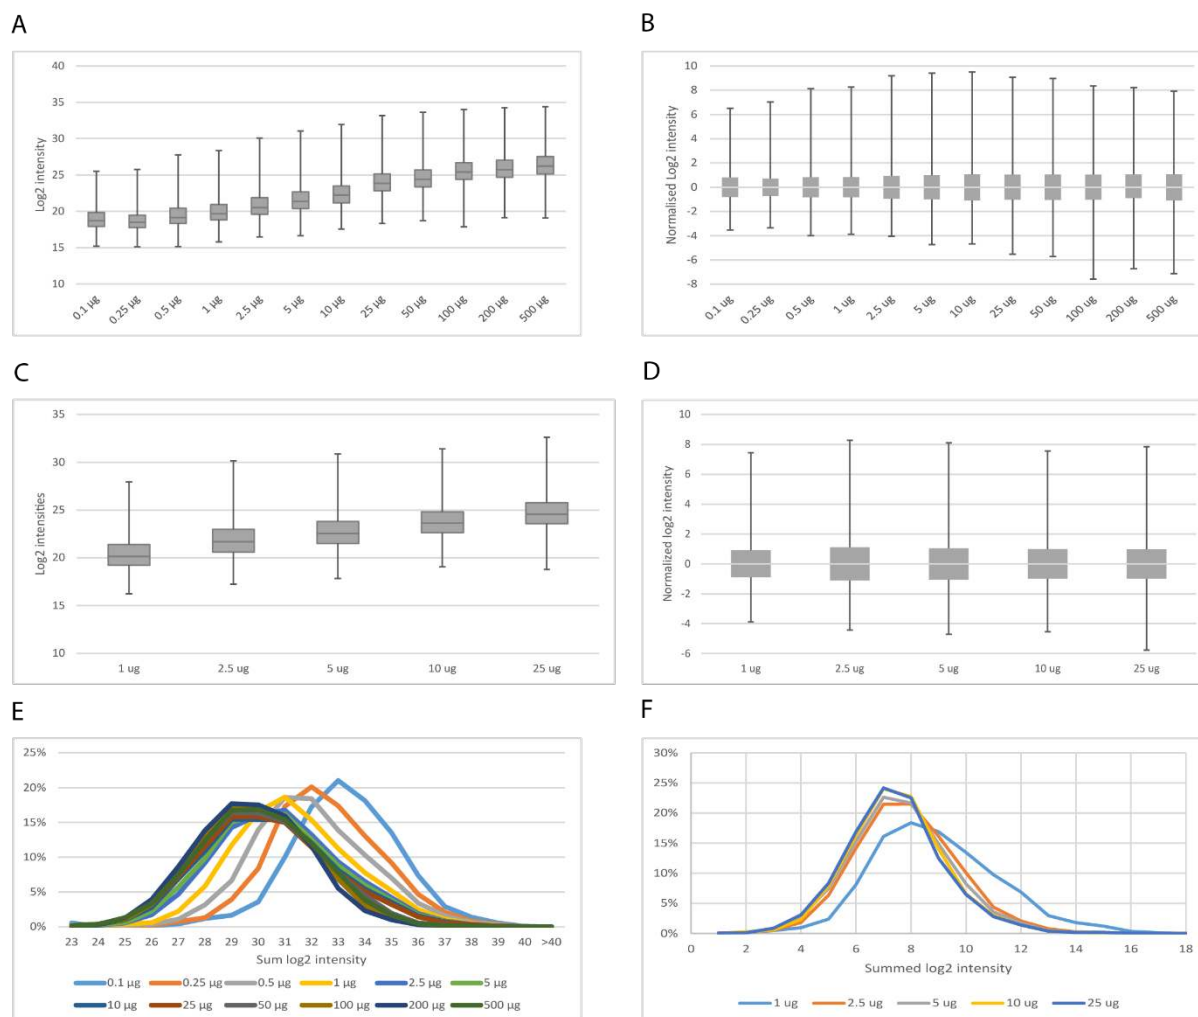 A
B
Log2 intensity
40
35
30
25
20
15
10
0.1 µg 0.25 µg 0.5 µg 1 µg 2.5 µg 5 µg 10 µg 25 µg 50 µg 100 µg 200 µg 500 µg
Normalised Log2 intensity
10
8
6
4
2
0
-2
-4
-6
-8
0.1 ug 0.25 ug 0.5 ug 1 ug 2.5 ug 5 ug 10 ug 25 ug 50 ug 100 ug 200 ug 500 ug
C
D
Log2 intensities
35
30
25
20
15
10
1 ug 2.5 ug 5 ug 10 ug 25 ug
Normalized log2 intensity
10
8
6
4
2
0
-2
-4
-6
1 ug 2.5 ug 5 ug 10 ug 25 ug
E
F
25%
20%
15%
10%
5%
0%
23 24 25 26 27 28 29 30 31 32 33 34 35 36 37 38 39 40 >40
Sum log2 intensity
0.1 µg 0.25 µg 0.5 µg 1 µg 2.5 µg 5 µg
10 µg 25 µg 50 µg 100 µg 200 µg 500 µg
30%
25%
20%
15%
10%
5%
0%
0 2 4 6 8 10 12 14 16 18
Summed log2 intensity
1 ug 2.5 ug 5 ug 10 ug 25 ug